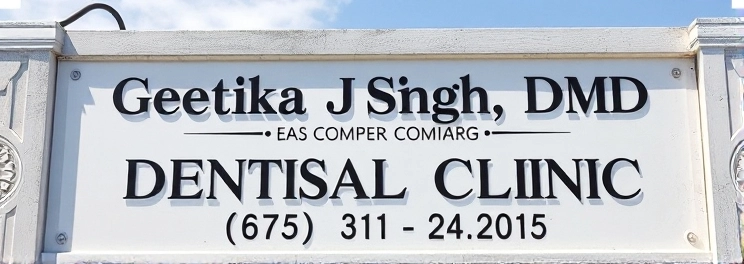 Geetika J Singh, DMD
EAS COMPER COMIARG
DENTISAL CLIINIC
(675) 311 - 24.2015